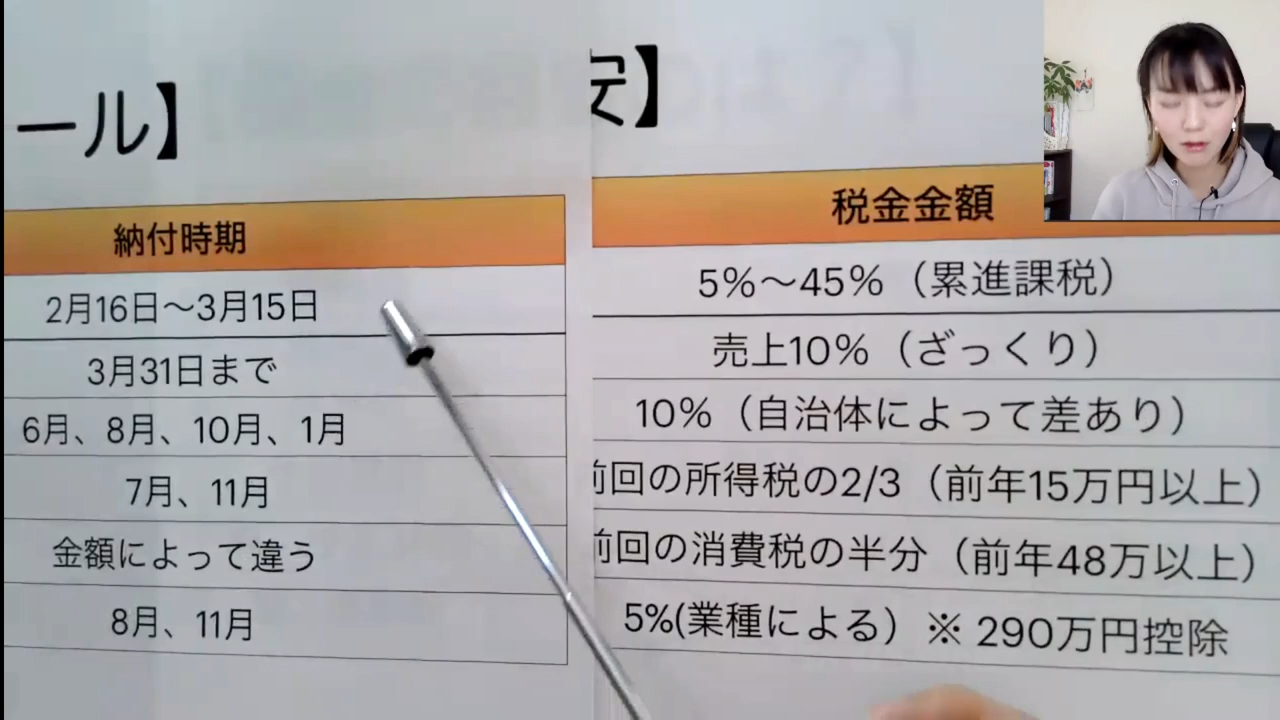 ール】
納付時期
2月16日〜3月15日
3月31日まで
6月、8月、10月、1月
7月、11月
金額によって違う
8月、11月
安】
税金金額
5%〜45%（累進課税）
売上10%（ざっくり）
10%（自治体によって差あり）
前回の所得税の2/3（前年15万円以上）
前回の消費税の半分（前年48万以上）
5%(業種による）※ 290万円控除